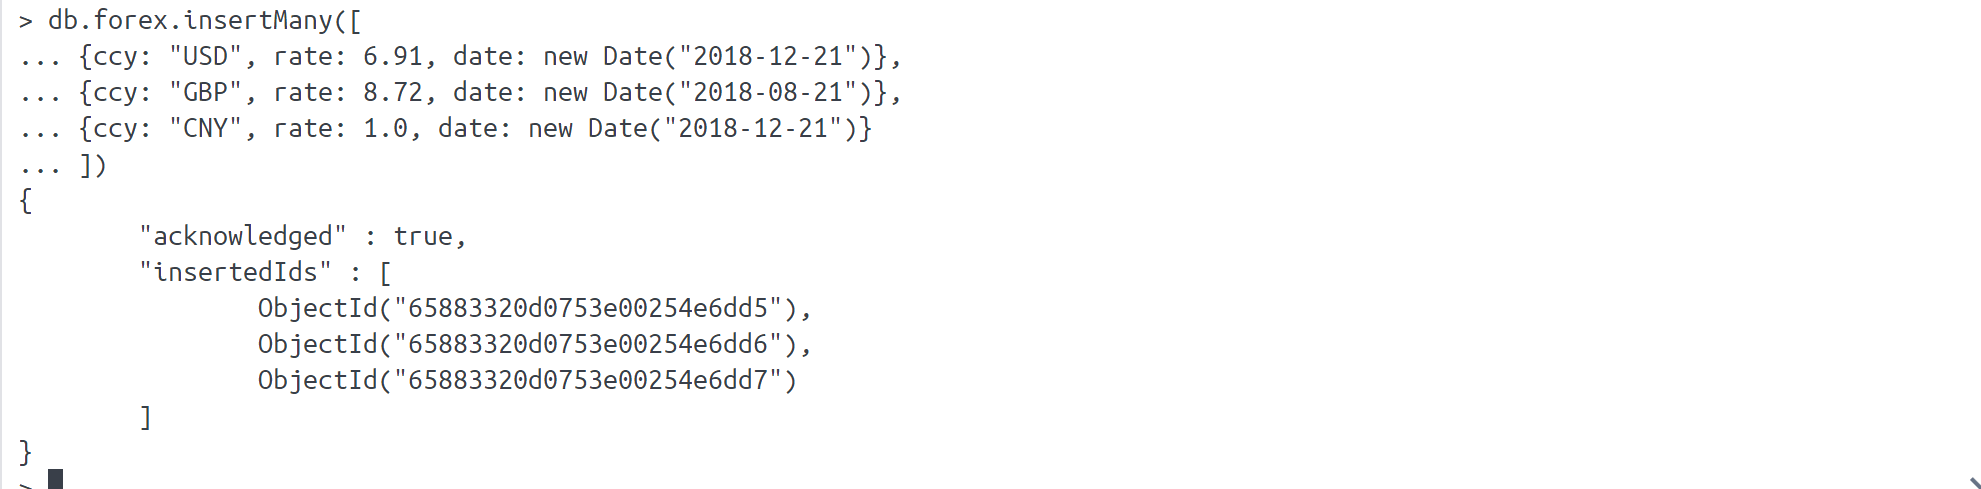 > db.forex.insertMany([
... {ccy: "USD", rate: 6.91, date: new Date("2018-12-21")},
... {ccy: "GBP", rate: 8.72, date: new Date("2018-08-21")},
... {ccy: "CNY", rate: 1.0, date: new Date("2018-12-21")}
... ])
{
        "acknowledged" : true,
        "insertedIds" : [
                ObjectId("65883320d0753e00254e6dd5"),
                ObjectId("65883320d0753e00254e6dd6"),
                ObjectId("65883320d0753e00254e6dd7")
        ]
}
>